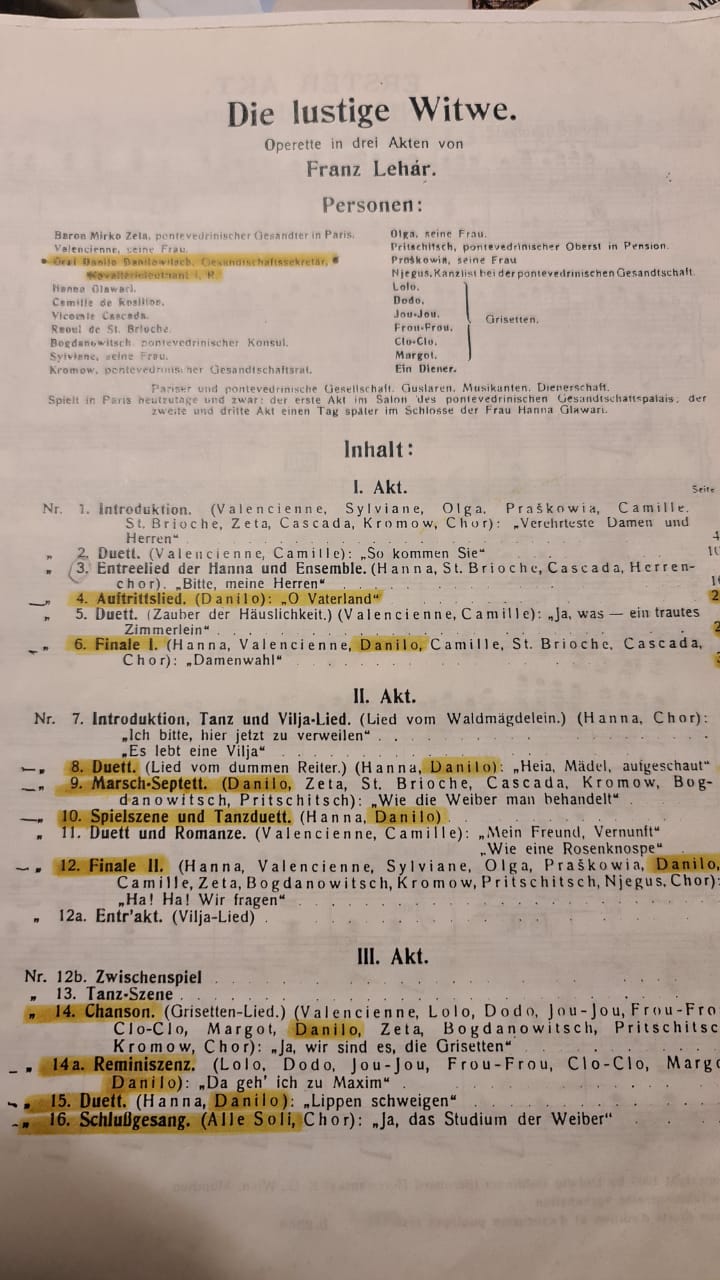 Die lustige Witwe.
Operette in drei Akten von
Franz Lehár.
Personen:
Baron Mirko Zeta, pontevedrinischer Gesandter in Paris.
Valencienne, seine Frau.
Graf Danilo Danilowitsch, Gesandtschaftssekretär,
Kavallerieleutnant i. R.
Hanna Glawari.
Camille de Rosillon.
Vicomte Cascada.
Raoul de St. Brioche.
Bogdanowitsch, pontevedrinischer Konsul.
Sylviane, seine Frau.
Kromow, pontevedrinischer Gesandtschaftsrat.
Olga, seine Frau.
Pritschitsch, pontevedrinischer Oberst in Pension.
Praškowia, seine Frau
Njegus, Kanzlist bei der pontevedrinischen Gesandtschaft.
Lolo,
Dodo,
Jou-Jou,
Frou-Frou,
Clo-Clo,
Margot,
Grisetten.
Ein Diener.
Pariser und pontevedrinische Gesellschaft. Guslaren, Musikanten, Dienerschaft.
Spielt in Paris heutzutage und zwar: der erste Akt im Salon des pontevedrinischen Gesandtschaftspalais; der
zweite und dritte Akt einen Tag später im Schlosse der Frau Hanna Glawari.
Inhalt:
I. Akt.
Seite
Nr. 1. Introduktion. (Valencienne, Sylviane, Olga, Praškowia, Camille.
St. Brioche, Zeta, Cascada, Kromow, Chor): „Verehrteste Damen und
Herren“ 4
„ 2. Duett. (Valencienne, Camille): „So kommen Sie“
„ 3. Entreelied der Hanna und Ensemble. (Hanna, St. Brioche, Cascada, Herren-
chor). „Bitte, meine Herren“
„ 4. Auftrittslied. (Danilo): „O Vaterland“
„ 5. Duett. (Zauber der Häuslichkeit.) (Valencienne, Camille): „Ja, was — ein trautes
Zimmerlein“
„ 6. Finale I. (Hanna, Valencienne, Danilo, Camille, St. Brioche, Cascada,
Chor): „Damenwahl“
II. Akt.
Nr. 7. Introduktion, Tanz und Vilja-Lied. (Lied vom Waldmägdelein.) (Hanna, Chor):
„Ich bitte, hier jetzt zu verweilen“
„Es lebt eine Vilja“
„ 8. Duett. (Lied vom dummen Reiter.) (Hanna, Danilo): „Heia, Mädel, aufgeschaut“
„ 9. Marsch-Septett. (Danilo, Zeta, St. Brioche, Cascada, Kromow, Bog-
danowitsch, Pritschitsch): „Wie die Weiber man behandelt“
„ 10. Spielszene und Tanzduett. (Hanna, Danilo)
„ 11. Duett und Romanze. (Valencienne, Camille): „Mein Freund, Vernunft“
„Wie eine Rosenknospe“
„ 12. Finale II. (Hanna, Valencienne, Sylviane, Olga, Praškowia, Danilo,
Camille, Zeta, Bogdanowitsch, Kromow, Pritschitsch, Njegus, Chor):
„Ha! Ha! Wir fragen“
„ 12a. Entr'akt. (Vilja-Lied)
III. Akt.
Nr. 12b. Zwischenspiel
„ 13. Tanz-Szene
„ 14. Chanson. (Grisetten-Lied.) (Valencienne, Lolo, Dodo, Jou-Jou, Frou-Fro
Clo-Clo, Margot, Danilo, Zeta, Bogdanowitsch, Pritschitsc
Kromow, Chor): „Ja, wir sind es, die Grisetten“
„ 14a. Reminiszenz. (Lolo, Dodo, Jou-Jou, Frou-Frou, Clo-Clo, Margo
Danilo): „Da geh' ich zu Maxim“
„ 15. Duett. (Hanna, Danilo): „Lippen schweigen“
„ 16. Schlußgesang. (Alle Soli, Chor): „Ja, das Studium der Weiber“